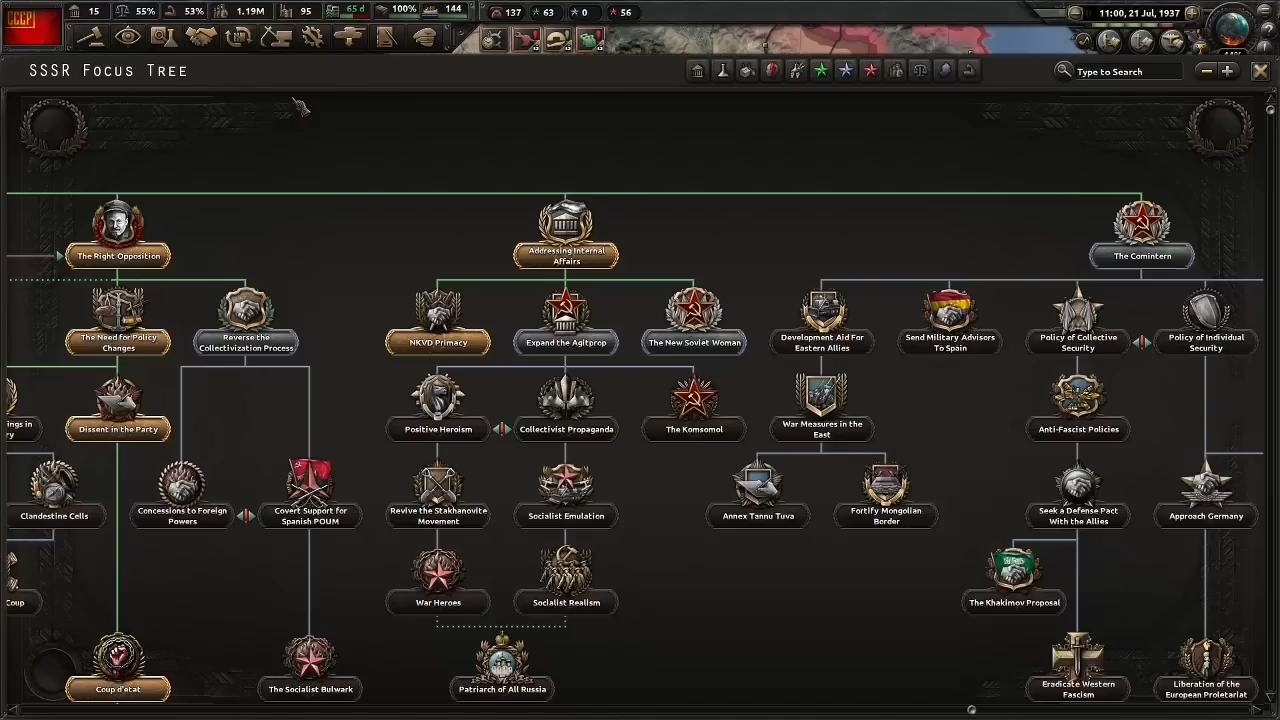 CCCP
15
55%
53%
1.19M
95
65 d
100%
144
137
63
0
56
11:00, 21 Jul, 1937
SSSR Focus Tree
Type to Search
The Right Opposition
Addressing Internal
Affairs
The Comintern
The Need for Policy
Changes
Reverse the
Collectivization Process
NKVD Primacy
Expand the Agitprop
The New Soviet Woman
Development Aid For
Eastern Allies
Send Military Advisors
To Spain
Policy of Collective
Security
Policy of Individual
Security
Dissent in the Party
Positive Heroism
Collectivist Propaganda
The Komsomol
War Measures in the
East
Anti-Fascist Policies
Clandestine Cells
Concessions to Foreign
Powers
Covert Support for
Spanish POUM
Revive the Stakhanovite
Movement
Socialist Emulation
Annex Tannu Tuva
Fortify Mongolian
Border
Seek a Defense Pact
With the Allies
Approach Germany
Coup
War Heroes
Socialist Realism
The Khakimov Proposal
Coup d'etat
The Socialist Bulwark
Patriarch of All Russia
Eradicate Western
Fascism
Liberation of the
European Proletariat